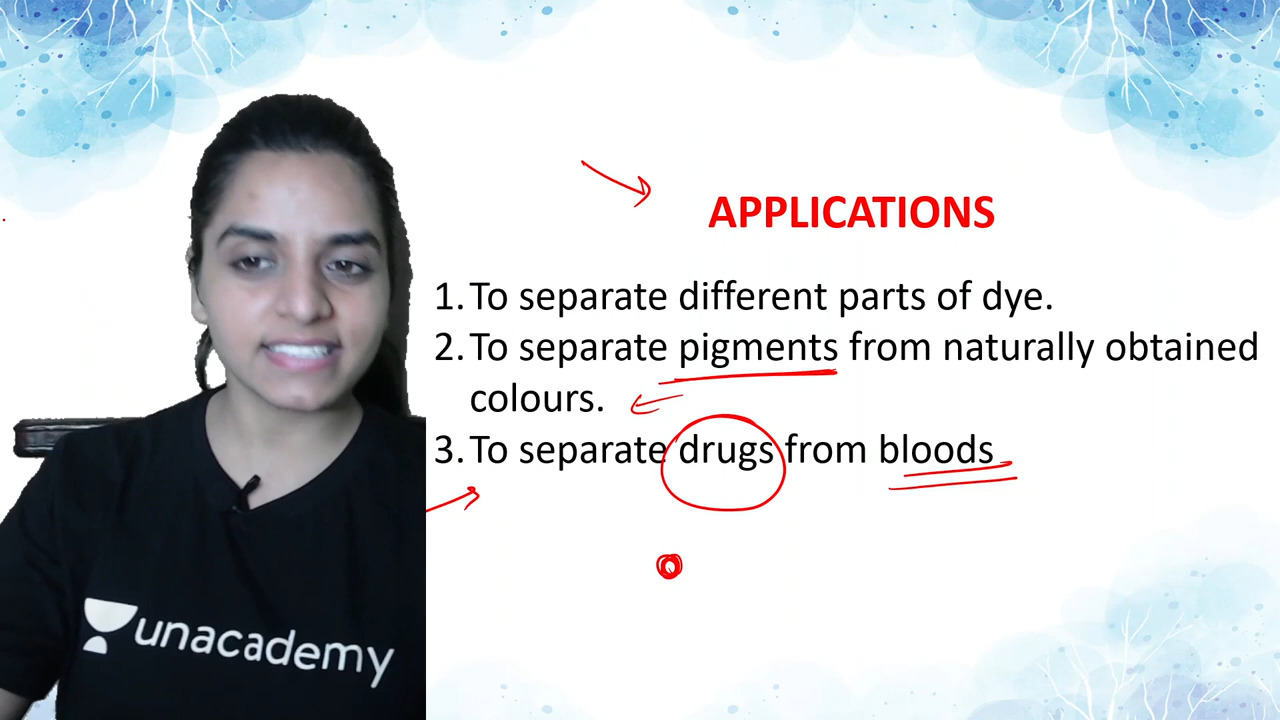 APPLICATIONS
1. To separate different parts of dye.
2. To separate pigments from naturally obtained
colours.
3. To separate drugs from bloods
unacademy